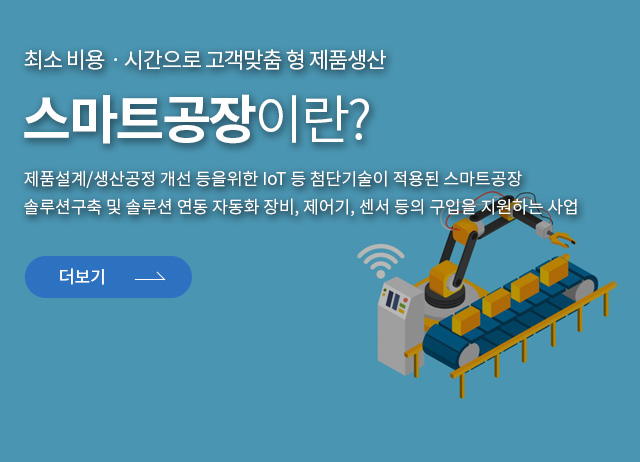 최소 비용 · 시간으로 고객맞춤 형 제품생산
스마트공장이란?
제품설계/생산공정 개선 등을위한 IoT 등 첨단기술이 적용된 스마트공장
솔루션구축 및 솔루션 연동 자동화 장비, 제어기, 센서 등의 구입을 지원하는 사업
더보기